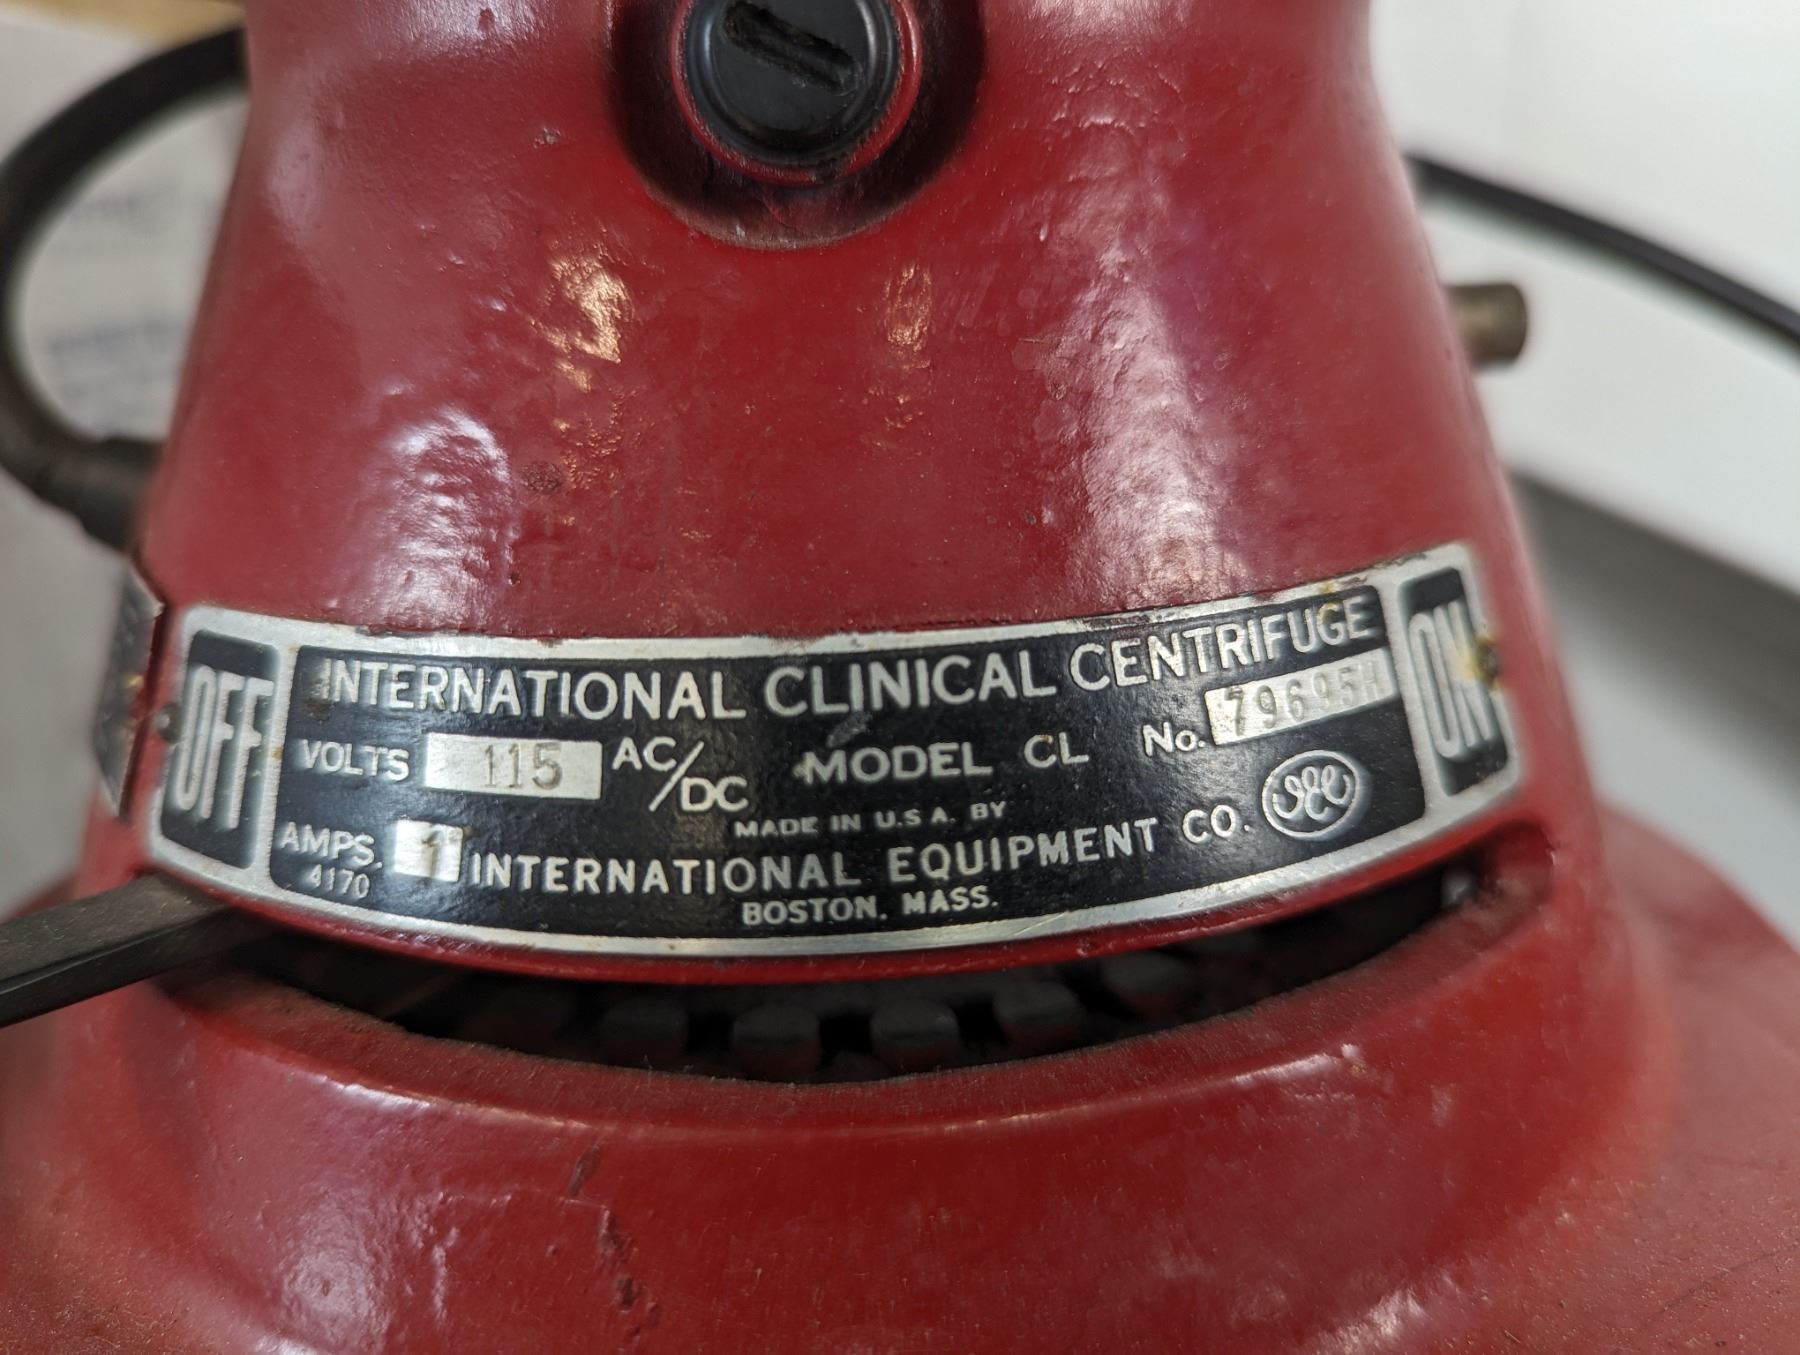 OFF
INTERNATIONAL CLINICAL CENTRIFUGE
ON
VOLTS 115 AC/DC MODEL CL No.
MADE IN U.S.A. BY
AMPS. 1 INTERNATIONAL EQUIPMENT CO.
4170
BOSTON, MASS.